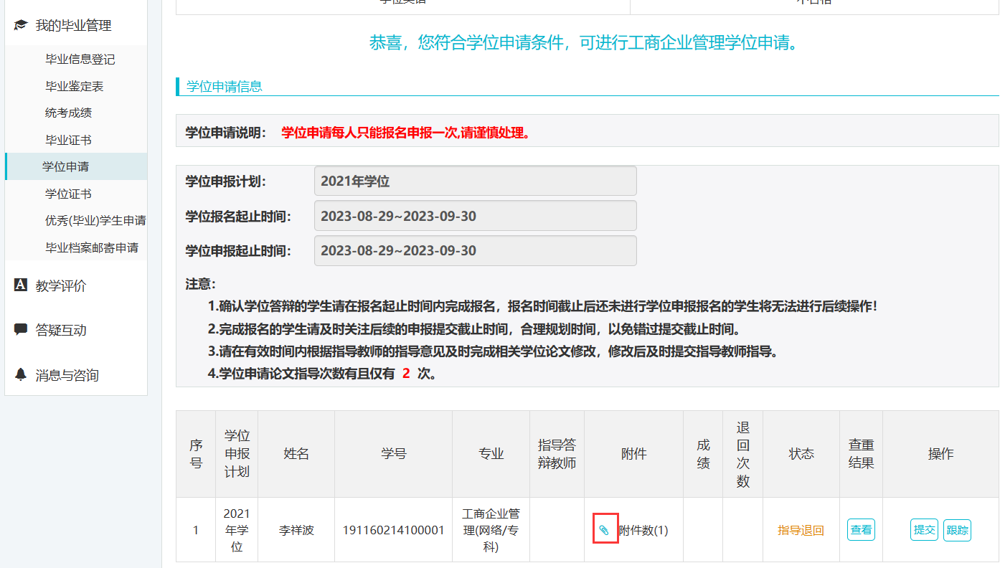 我的毕业管理
毕业信息登记
毕业鉴定表
统考成绩
毕业证书
学位申请
学位证书
优秀(毕业)学生申请
毕业档案邮寄申请
教学评价
答疑互动
消息与咨询
学位英语 不合格
恭喜，您符合学位申请条件，可进行工商企业管理学位申请。
学位申请信息
学位申请说明： 学位申请每人只能报名申报一次,请谨慎处理。
学位申报计划： 2021年学位
学位报名起止时间： 2023-08-29~2023-09-30
学位申报起止时间： 2023-08-29~2023-09-30
注意：
1.确认学位答辩的学生请在报名起止时间内完成报名，报名时间截止后还未进行学位申报报名的学生将无法进行后续操作！
2.完成报名的学生请及时关注后续的申报提交截止时间，合理规划时间，以免错过提交截止时间。
3.请在有效时间内根据指导教师的指导意见及时完成相关学位论文修改，修改后及时提交指导教师指导。
4.学位申请论文指导次数有且仅有 2 次。
序
号
学位
申报
计划
姓名
学号
专业
指导答
辩教师
附件
成
绩
退
回
次
数
状态
查重
结果
操作
1
2021
年学
位
李祥波
191160214100001
工商企业管
理(网络/专
科)
附件数(1)
指导退回
查看
提交 跟踪